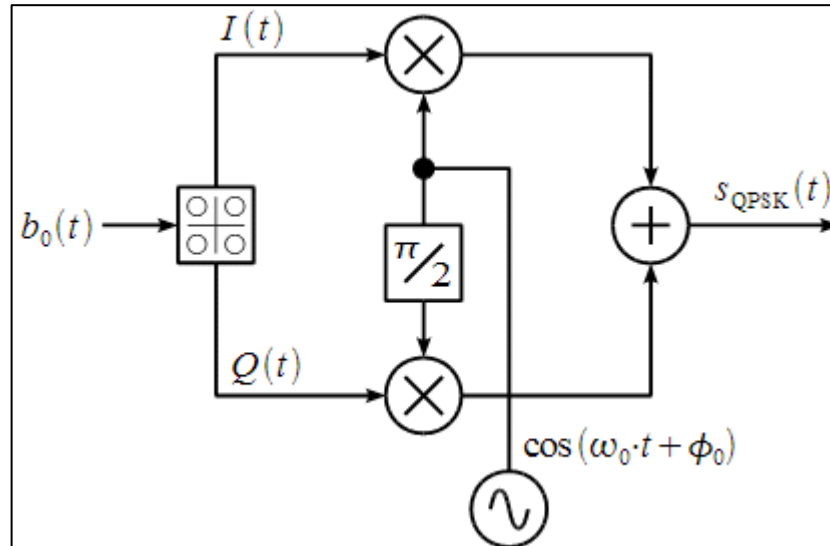 I(t)
b₀(t)
s_QPSK(t)
π/2
Q(t)
cos(ω₀·t+ϕ₀)